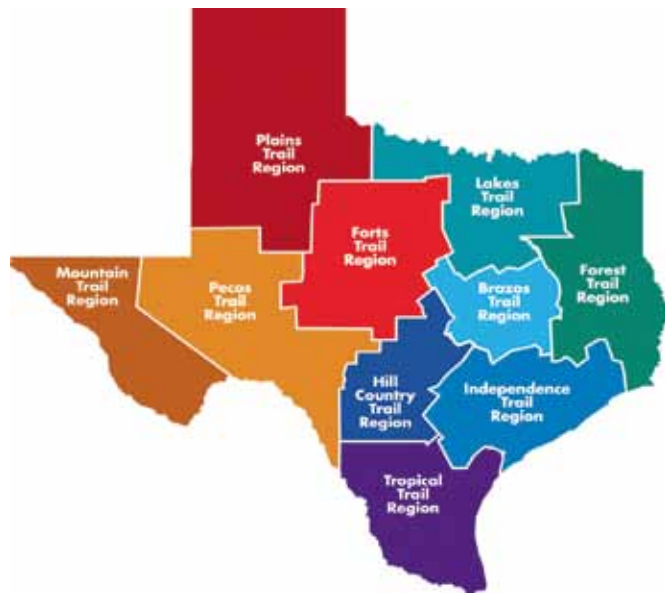 Plains
Trail
Region
Lakes
Trail
Region
Forts
Trail
Region
Mountain
Trail
Region
Pecos
Trail
Region
Brazos
Trail
Region
Forest
Trail
Region
Hill
Country
Trail
Region
Independence
Trail
Region
Tropical
Trail
Region